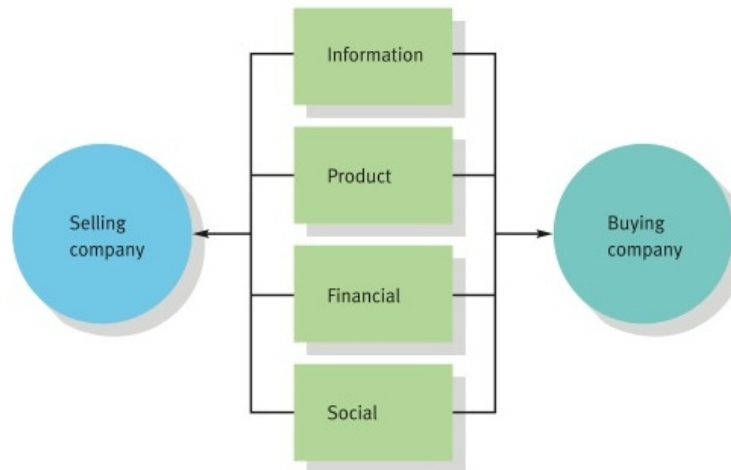 Information
Product
Selling
company
Buying
company
Financial
Social